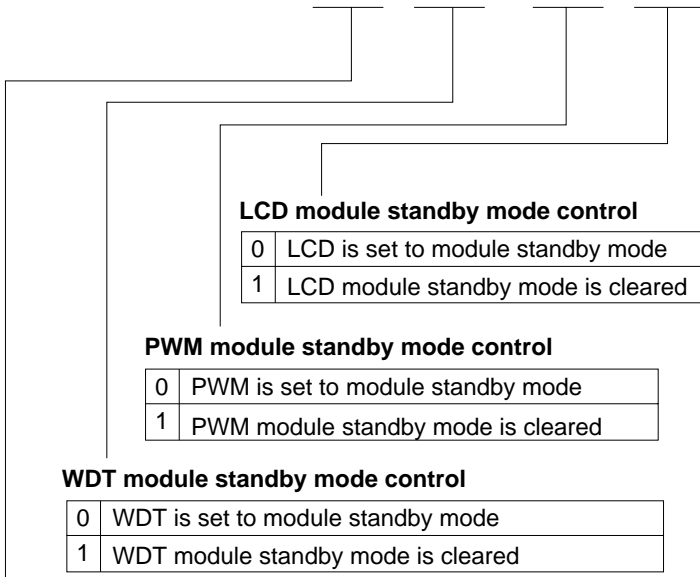 LCD module standby mode control
0 LCD is set to module standby mode
1 LCD module standby mode is cleared
PWM module standby mode control
0 PWM is set to module standby mode
1 PWM module standby mode is cleared
WDT module standby mode control
0 WDT is set to module standby mode
1 WDT module standby mode is cleared